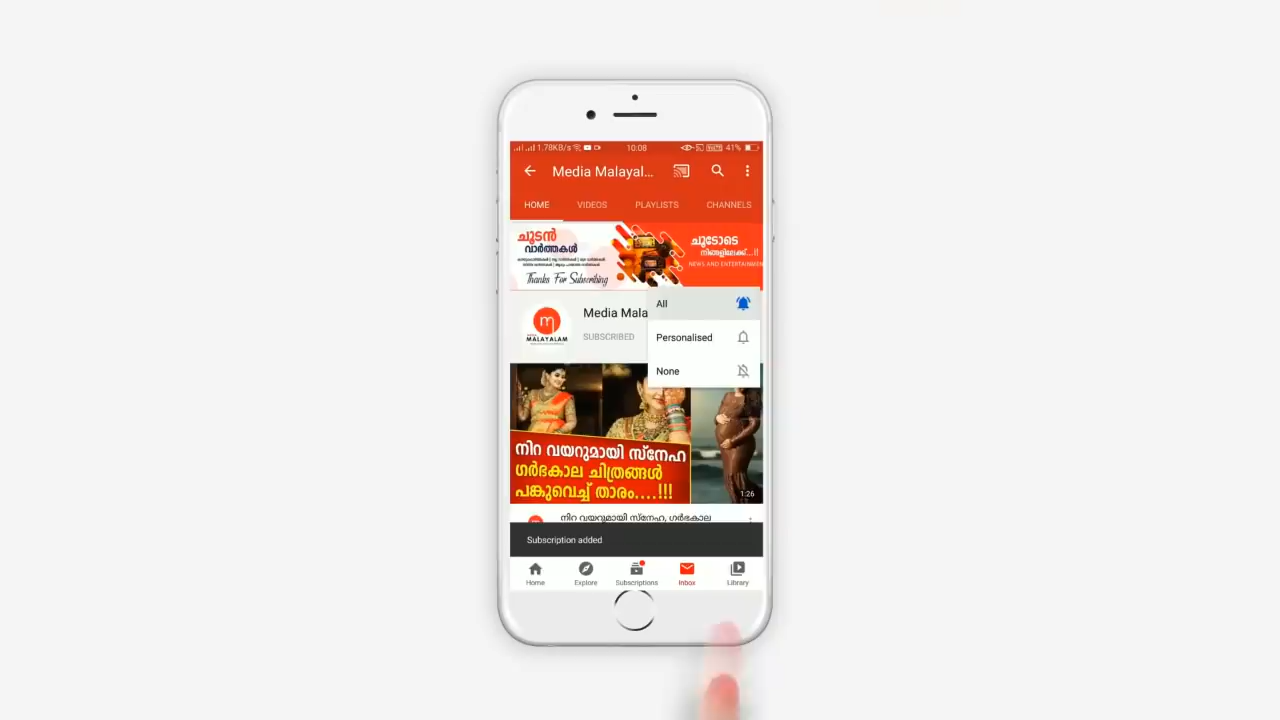 1.78KB/s
10:08
41%
Media Malayal...
HOME
VIDEOS
PLAYLISTS
CHANNELS
ചൂടൻ
വാർത്തകൾ
Thanks For Subscribing
ചൂടോടെ
നിങ്ങളിലേക്ക്...!!
NEWS AND ENTERTAINMEN
MALAYALAM
Media Mala
SUBSCRIBED
All
Personalised
None
നിറ വയറുമായി സ്നേഹ
ഗർഭകാല ചിത്രങ്ങൾ
പങ്കുവെച്ച് താരം....!!!
1:26
നിറ വയറുമായി സ്നേഹ, ഗർഭകാല
Subscription added
Home
Explore
Subscriptions
Inbox
Library